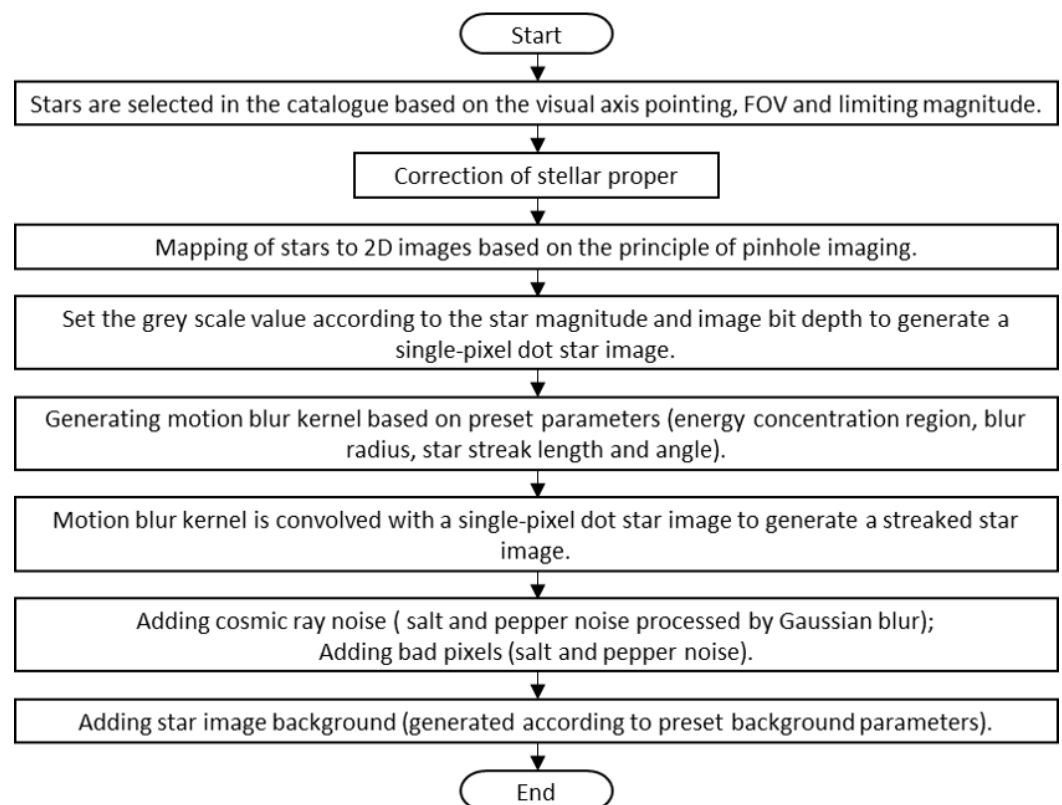 Start
Stars are selected in the catalogue based on the visual axis pointing, FOV and limiting magnitude.
Correction of stellar proper
Mapping of stars to 2D images based on the principle of pinhole imaging.
Set the grey scale value according to the star magnitude and image bit depth to generate a
single-pixel dot star image.
Generating motion blur kernel based on preset parameters (energy concentration region, blur
radius, star streak length and angle).
Motion blur kernel is convolved with a single-pixel dot star image to generate a streaked star
image.
Adding cosmic ray noise ( salt and pepper noise processed by Gaussian blur);
Adding bad pixels (salt and pepper noise).
Adding star image background (generated according to preset background parameters).
End